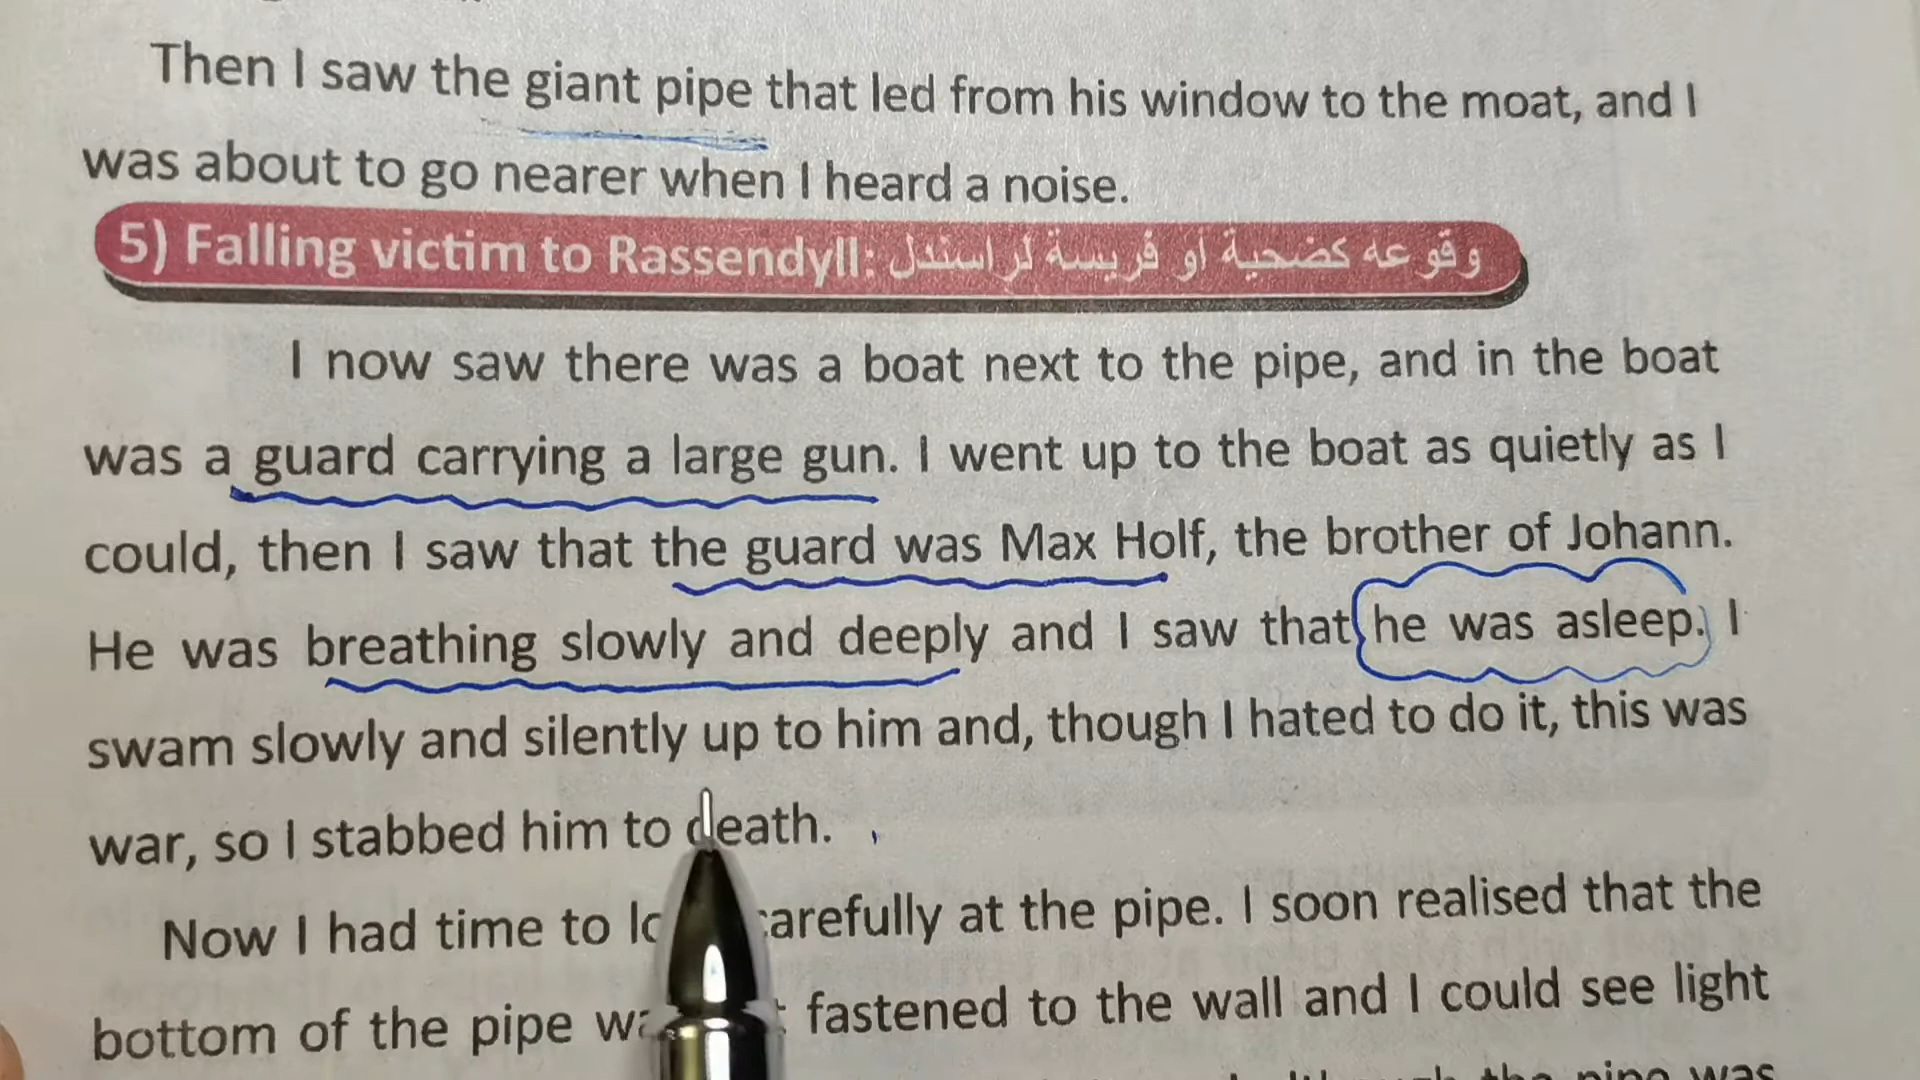 Then I saw the giant pipe that led from his window to the moat, and I
was about to go nearer when I heard a noise.
5) Falling victim to Rassendyll: وقوعه كضحية أو فريسة لراسندل
I now saw there was a boat next to the pipe, and in the boat
was a guard carrying a large gun. I went up to the boat as quietly as I
could, then I saw that the guard was Max Holf, the brother of Johann.
He was breathing slowly and deeply and I saw that he was asleep. I
swam slowly and silently up to him and, though I hated to do it, this was
war, so I stabbed him to death.
Now I had time to carefully at the pipe. I soon realised that the
bottom of the pipe fastened to the wall and I could see light
the pipe was